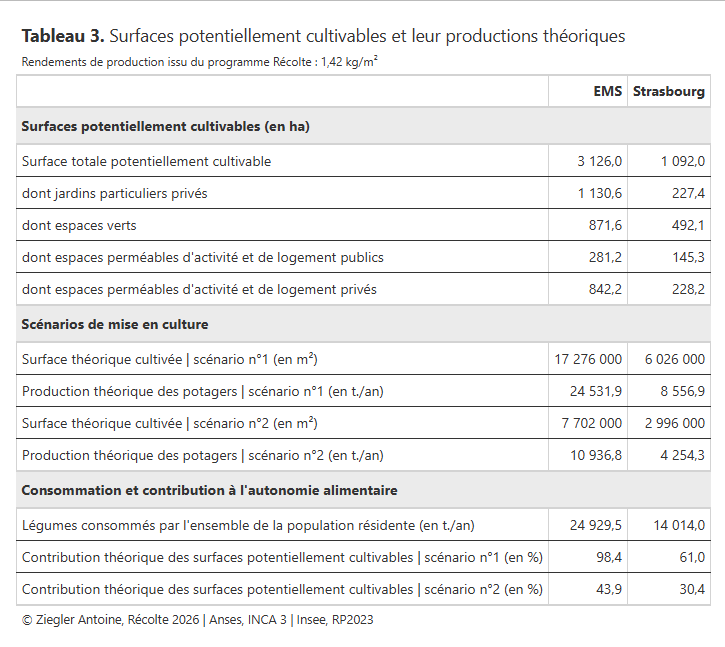 Tableau 3. Surfaces potentiellement cultivables et leur productions théoriques
Rendements de production issu du programme Récolte : 1,42 kg/m²
EMS Strasbourg
Surfaces potentiellement cultivables (en ha)
Surface totale potentiellement cultivable 3 126,0 1 092,0
dont jardins particuliers privés 1 130,6 227,4
dont espaces verts 871,6 492,1
dont espaces perméables d'activité et de logement publics 281,2 145,3
dont espaces perméables d'activité et de logement privés 842,2 228,2
Scénarios de mise en culture
Surface théorique cultivée | scénario n°1 (en m²) 17 276 000 6 026 000
Production théorique des potagers | scénario n°1 (en t./an) 24 531,9 8 556,9
Surface théorique cultivée | scénario n°2 (en m²) 7 702 000 2 996 000
Production théorique des potagers | scénario n°2 (en t./an) 10 936,8 4 254,3
Consommation et contribution à l'autonomie alimentaire
Légumes consommés par l'ensemble de la population résidente (en t./an) 24 929,5 14 014,0
Contribution théorique des surfaces potentiellement cultivables | scénario n°1 (en %) 98,4 61,0
Contribution théorique des surfaces potentiellement cultivables | scénario n°2 (en %) 43,9 30,4
© Ziegler Antoine, Récolte 2026 | Anses, INCA 3 | Insee, RP2023